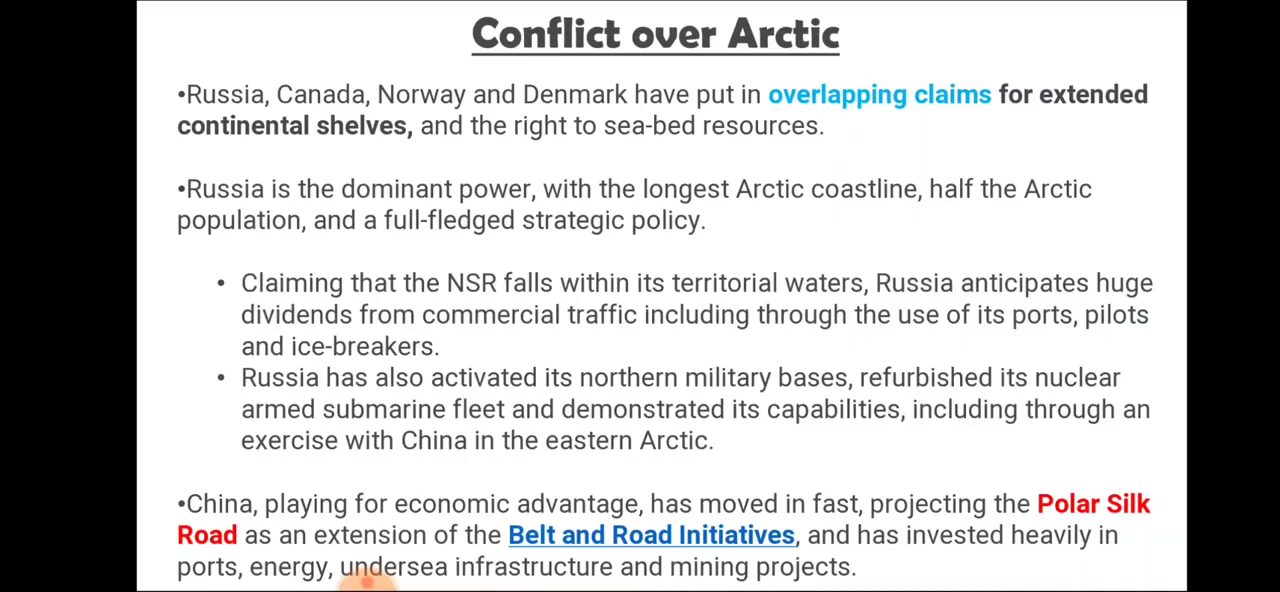 Conflict over Arctic
•Russia, Canada, Norway and Denmark have put in overlapping claims for extended
continental shelves, and the right to sea-bed resources.
•Russia is the dominant power, with the longest Arctic coastline, half the Arctic
population, and a full-fledged strategic policy.
• Claiming that the NSR falls within its territorial waters, Russia anticipates huge
dividends from commercial traffic including through the use of its ports, pilots
and ice-breakers.
• Russia has also activated its northern military bases, refurbished its nuclear
armed submarine fleet and demonstrated its capabilities, including through an
exercise with China in the eastern Arctic.
•China, playing for economic advantage, has moved in fast, projecting the Polar Silk
Road as an extension of the Belt and Road Initiatives, and has invested heavily in
ports, energy, undersea infrastructure and mining projects.